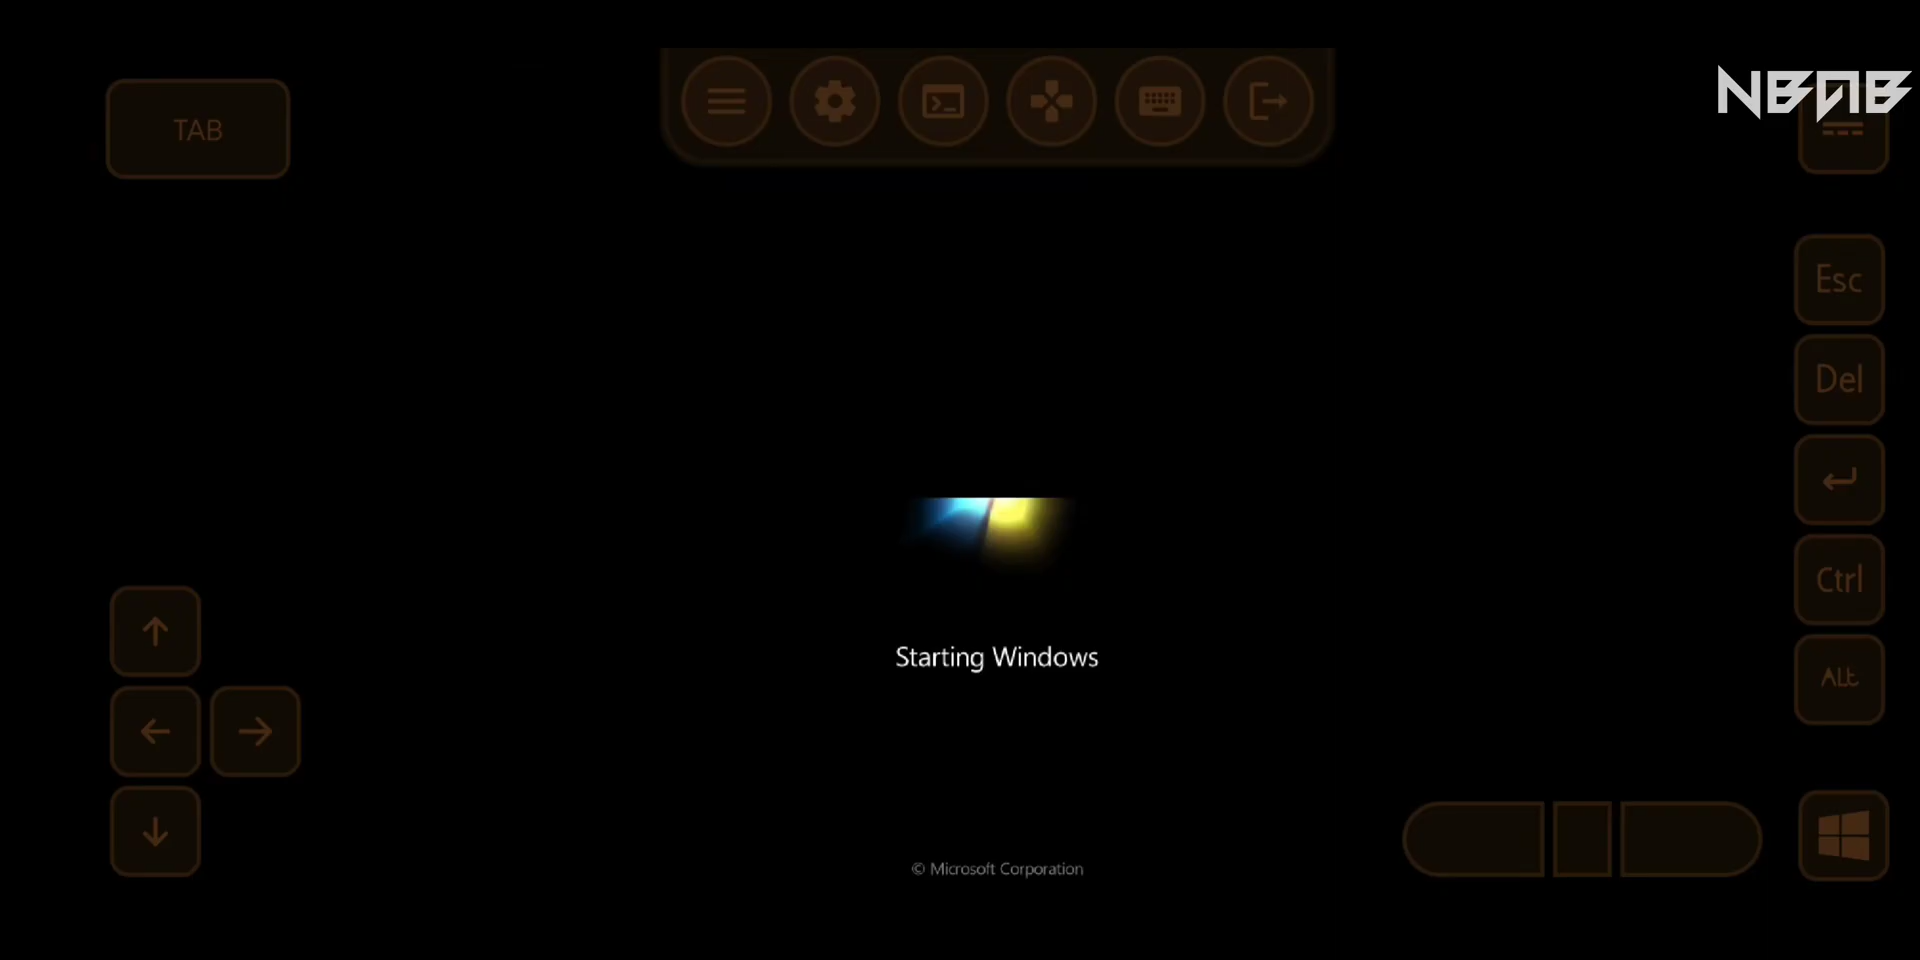 NBAB
TAB
Esc
Del
Ctrl
ALt
Starting Windows
© Microsoft Corporation